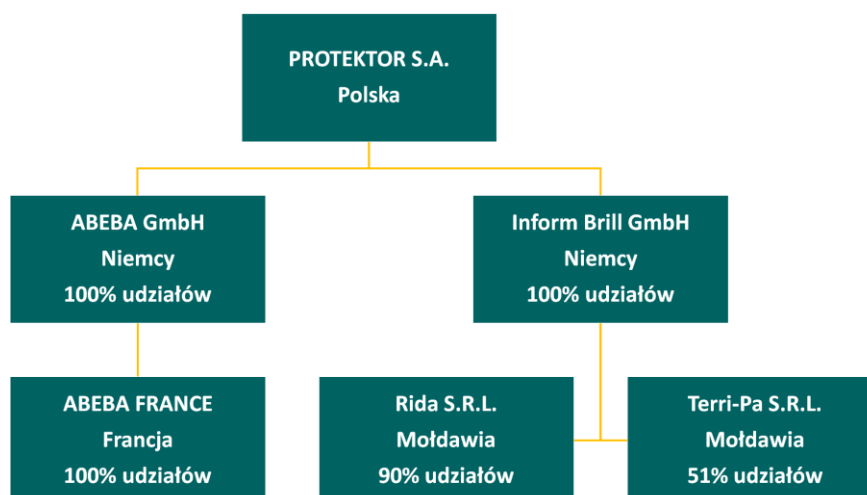 PROTEKTOR S.A.
Polska
ABEBA GmbH
Niemcy
100% udziałów
Inform Brill GmbH
Niemcy
100% udziałów
ABEBA FRANCE
Francja
100% udziałów
Rida S.R.L.
Mołdawia
90% udziałów
Terri-Pa S.R.L.
Mołdawia
51% udziałów